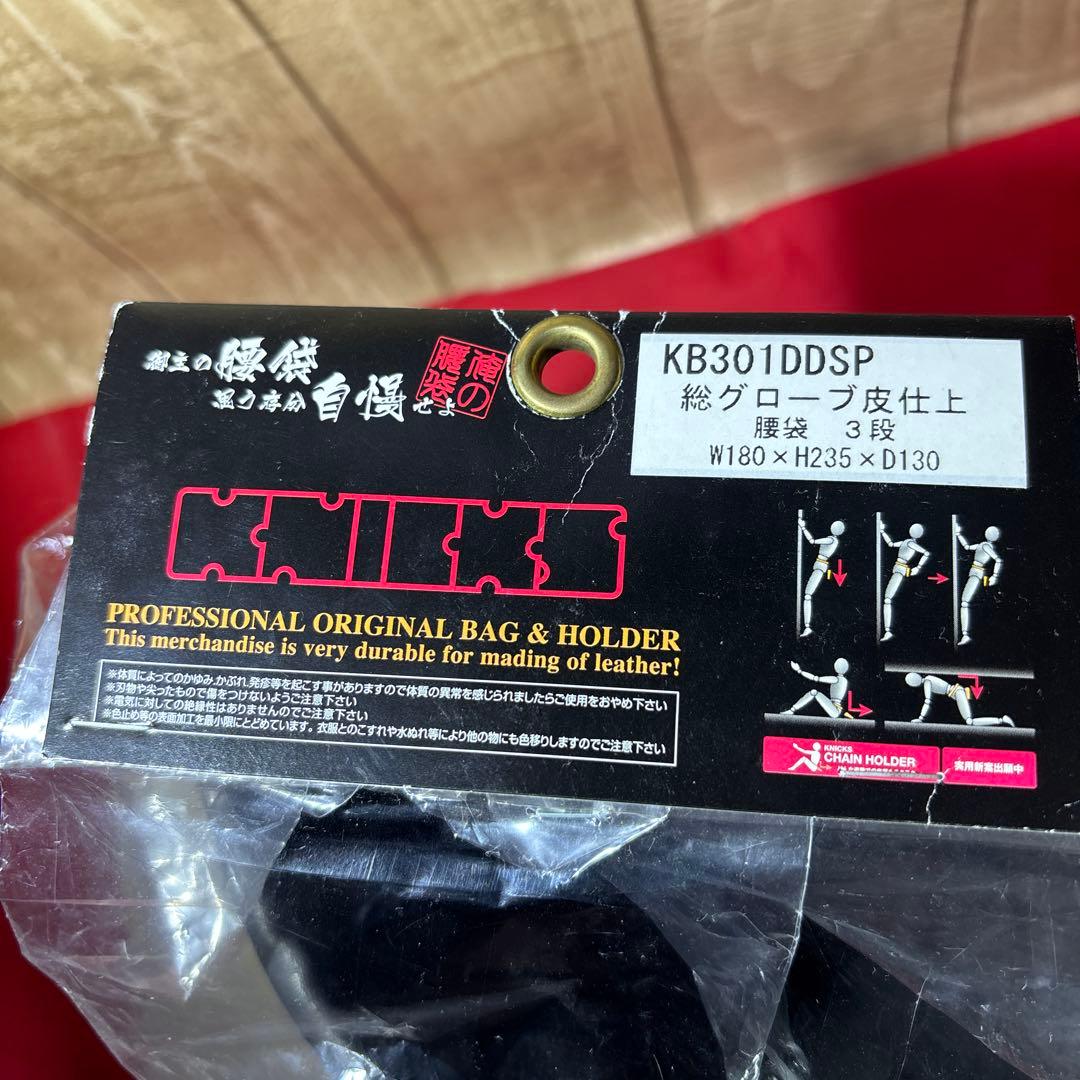 御主の腰袋
思う存分自慢せよ
俺の
腰袋
KB301DDSP
総グローブ皮仕上
腰袋 3段
W180×H235×D130
KNICKS
PROFESSIONAL ORIGINAL BAG & HOLDER
This merchandise is very durable for mading of leather!
※体質によってのかゆみ、かぶれ、発疹等を起こす事がありますので体質の異常を感じられましたらご使用をおやめ下さい
※刃物や尖ったもので傷をつけないようご注意下さい
※電気に対しての絶縁性はありませんのでご注意下さい
※色止め等の表面加工を最小限にとどめています。衣服とのこすれや水ぬれ等により他の物にも色移りしますのでご注意下さい
KNICKS
CHAIN HOLDER
実用新案出願中